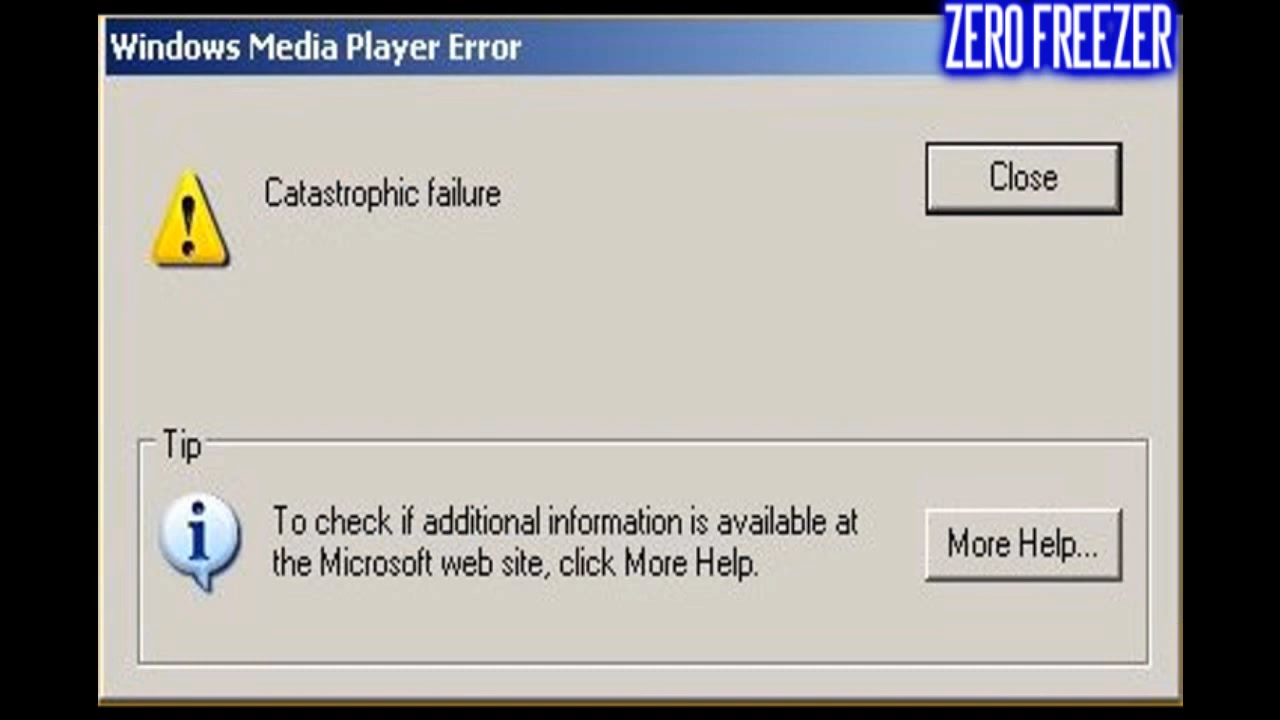 Windows Media Player Error
ZERO FREEZER
Catastrophic failure
Close
Tip
To check if additional information is available at
the Microsoft web site, click More Help.
More Help...